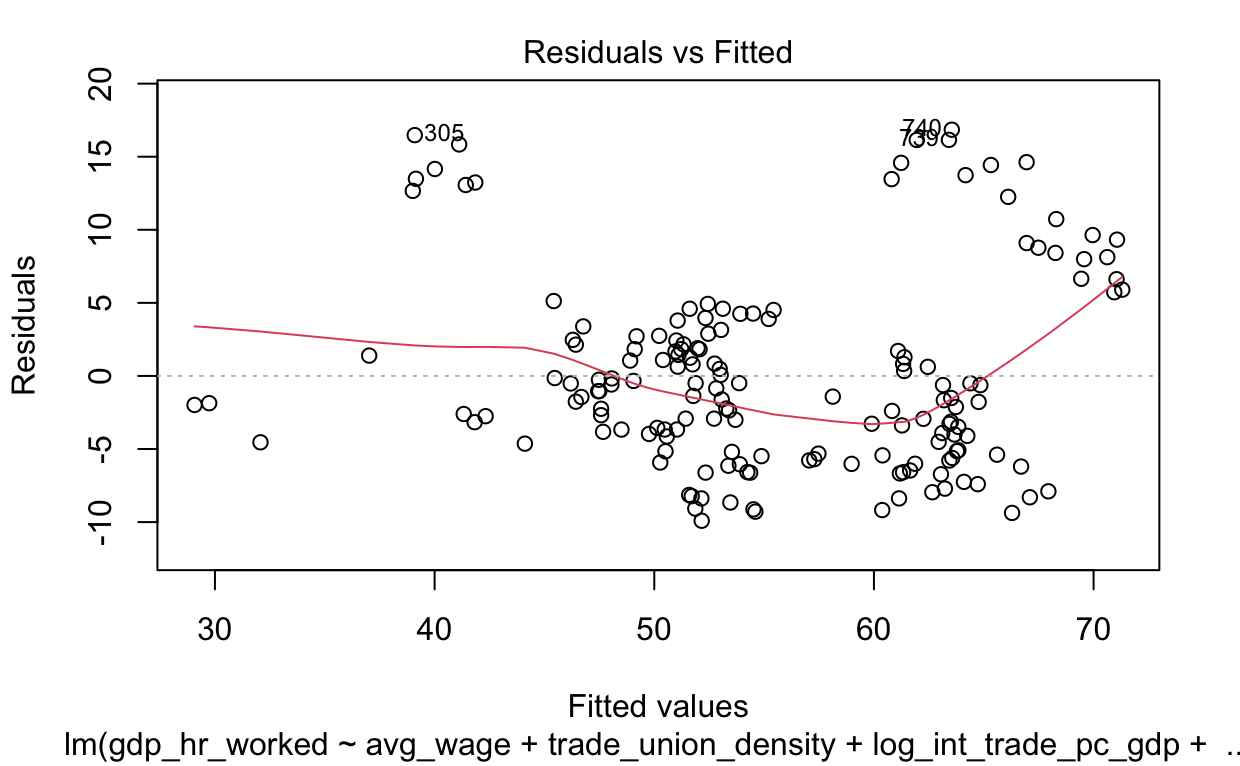 Residuals vs Fitted
Residuals
20
15
10
5
0
-5
-10
305
740
739
30 40 50 60 70
Fitted values
lm(gdp_hr_worked ~ avg_wage + trade_union_density + log_int_trade_pc_gdp + ..